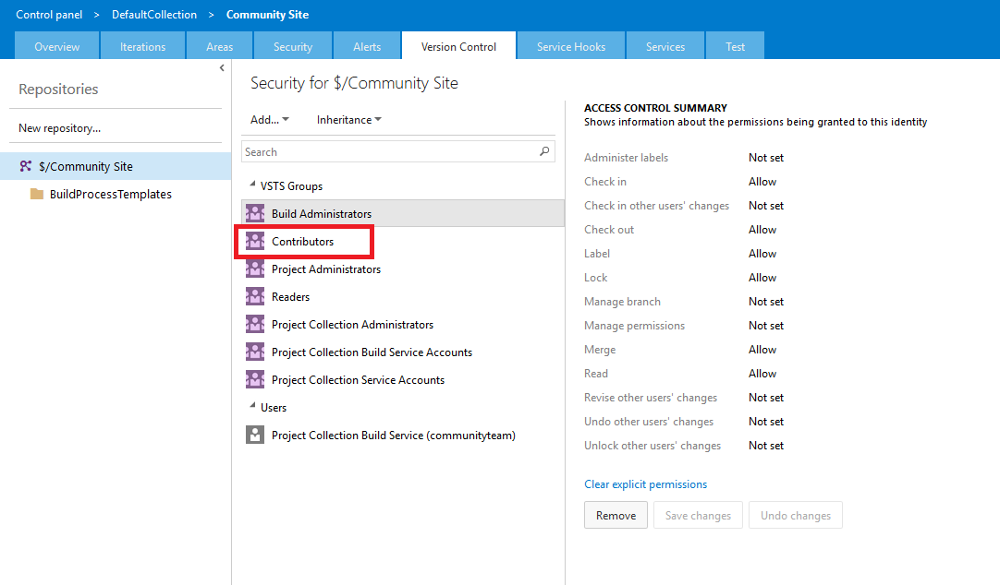 Control panel > DefaultCollection > Community Site
Overview Iterations Areas Security Alerts Version Control Service Hooks Services Test
Repositories
New repository...
$/Community Site
BuildProcessTemplates
Security for $/Community Site
Add... Inheritance
Search
VSTS Groups
Build Administrators
Contributors
Project Administrators
Readers
Project Collection Administrators
Project Collection Build Service Accounts
Project Collection Service Accounts
Users
Project Collection Build Service (communityteam)
ACCESS CONTROL SUMMARY
Shows information about the permissions being granted to this identity
Administer labels Not set
Check in Allow
Check in other users' changes Not set
Check out Allow
Label Allow
Lock Allow
Manage branch Not set
Manage permissions Not set
Merge Allow
Read Allow
Revise other users' changes Not set
Undo other users' changes Not set
Unlock other users' changes Not set
Clear explicit permissions
Remove Save changes Undo changes